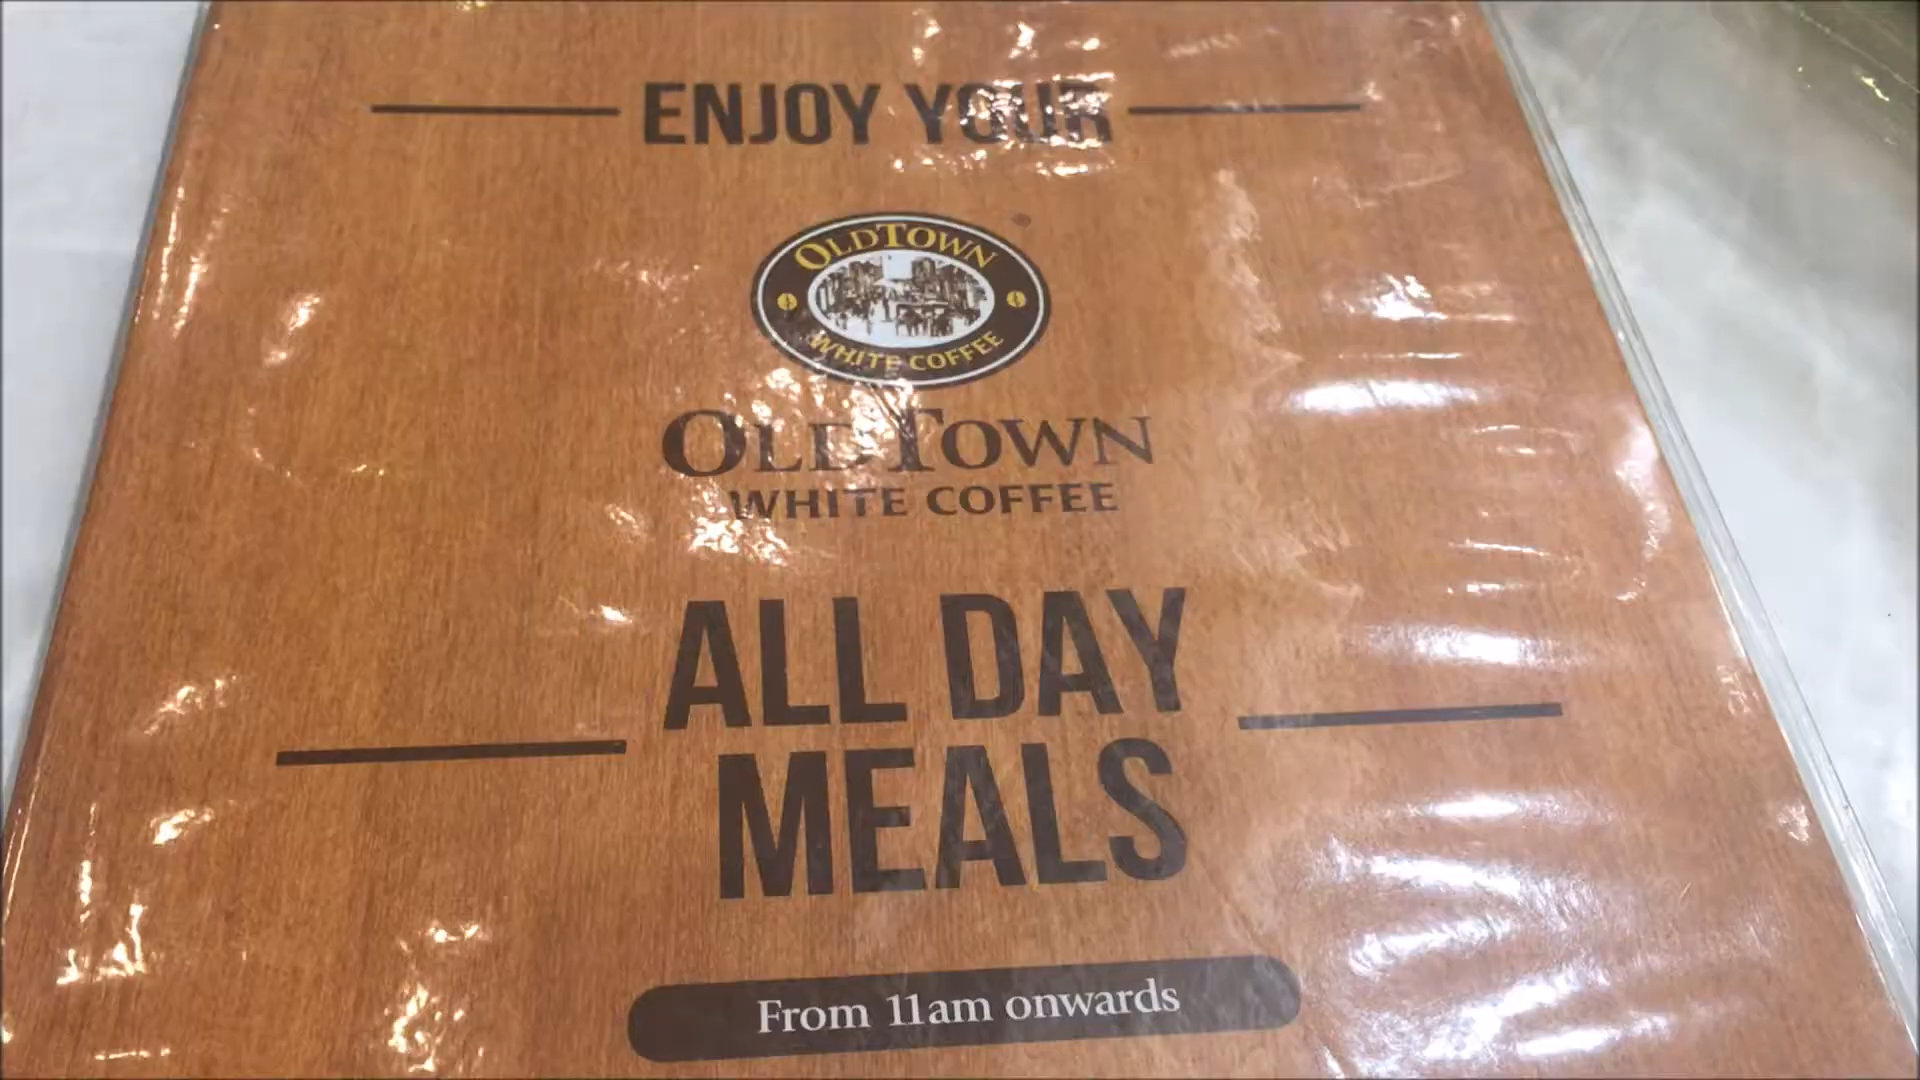 ENJOY YOUR
OLDTOWN
WHITE COFFEE
OLDTOWN
WHITE COFFEE
ALL DAY
MEALS
From 11am onwards